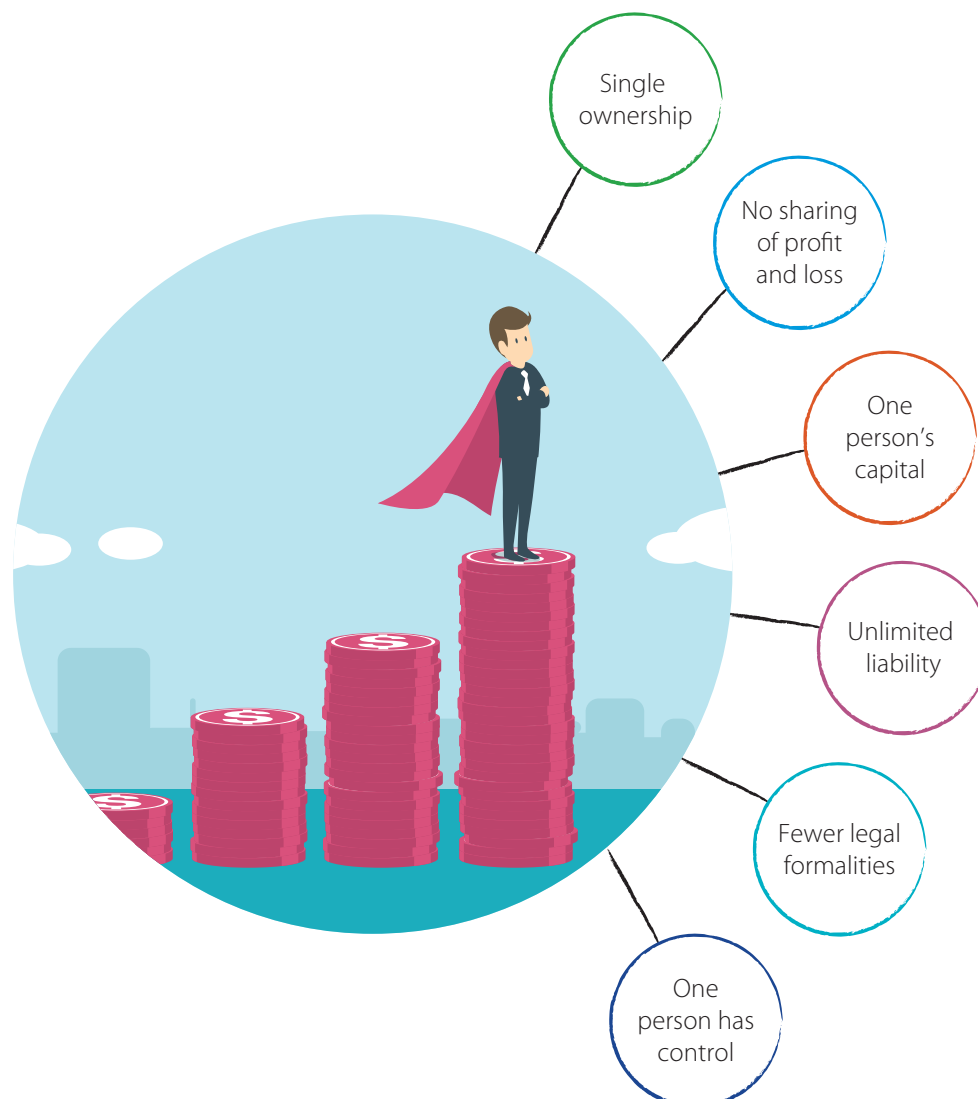 Single
ownership
No sharing
of profit
and loss
One
person’s
capital
Unlimited
liability
Fewer legal
formalities
One
person has
control
$
$
$
$